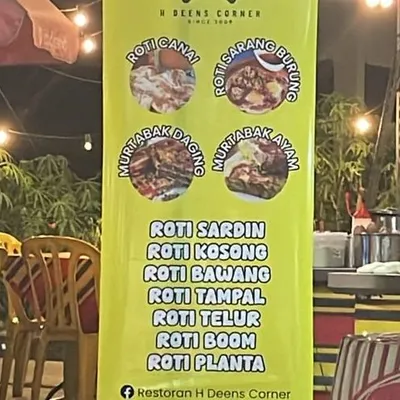 H DEENS CORNER
SINCE 2009
ROTI CANAI
ROTI SARANG BURUNG
MURTABAK DAGING
MURTABAK AYAM
ROTI SARDIN
ROTI KOSONG
ROTI BAWANG
ROTI TAMPAL
ROTI TELUR
ROTI BOOM
ROTI PLANTA
Restoran H Deens Corner